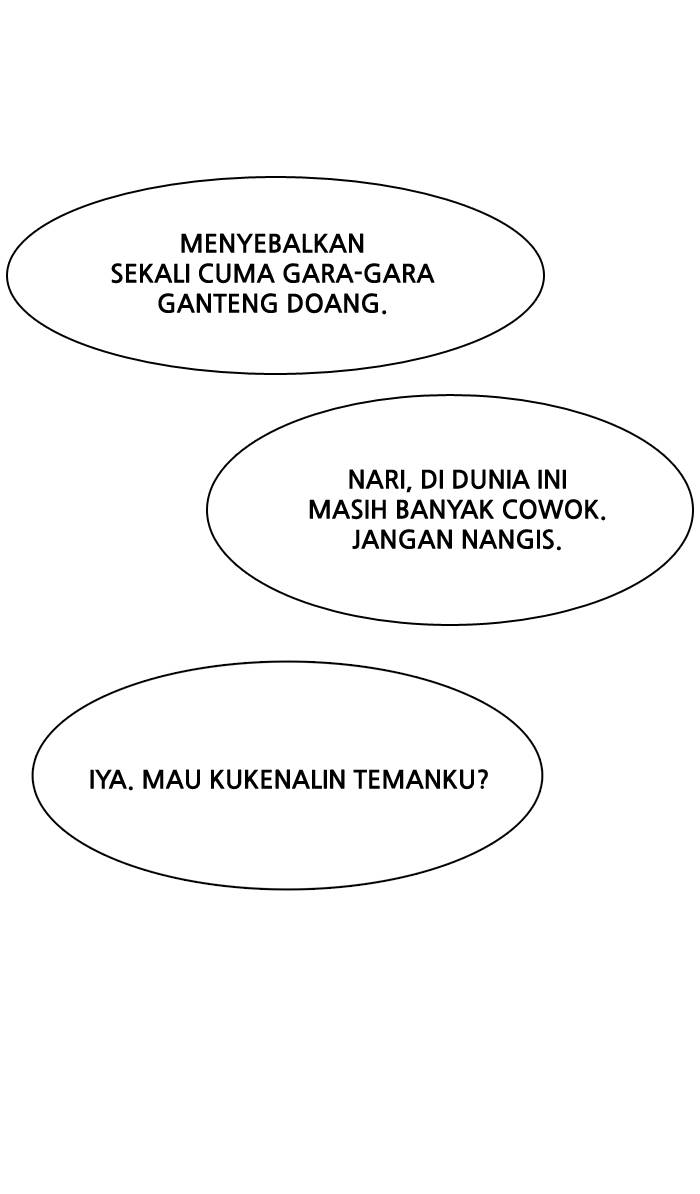 MENYEBALKAN
SEKALI CUMA GARA-GARA
GANTENG DOANG.
NARI, DI DUNIA INI
MASIH BANYAK COWOK.
JANGAN NANGIS.
IYA. MAU KUKENALIN TEMANKU?